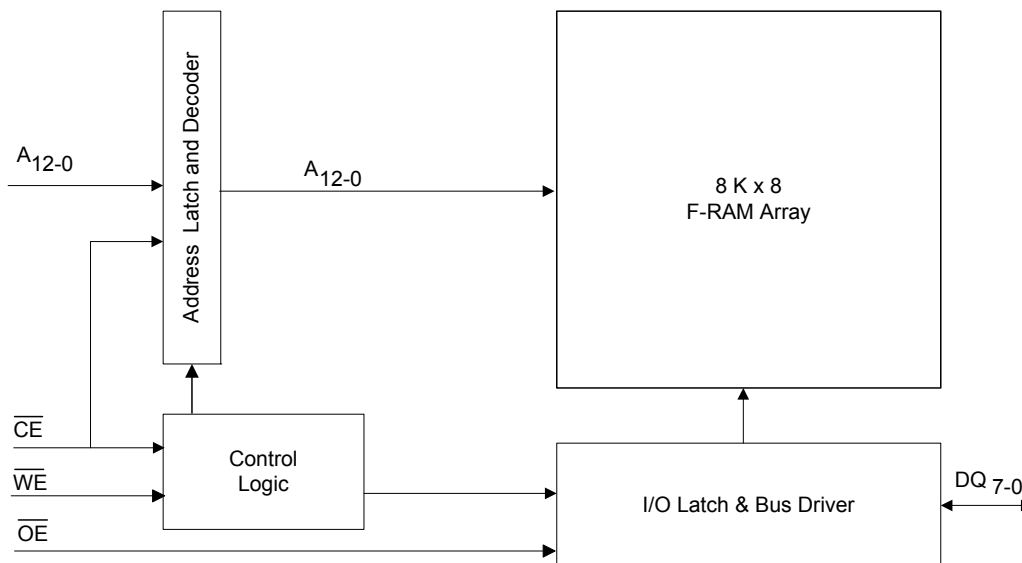 A12-0
Address Latch and Decoder
A12-0
8 K x 8
F-RAM Array
CE
WE
OE
Control
Logic
I/O Latch & Bus Driver
DQ 7-0